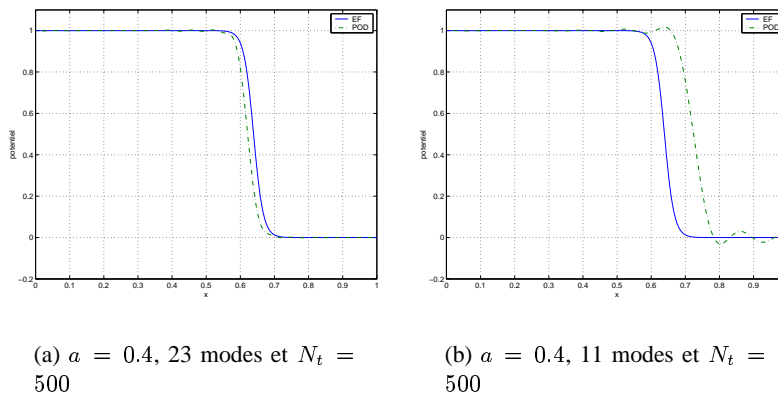 EF
POD
1
0.8
0.6
0.4
0.2
0
−0.2
potentiel
0 0.1 0.2 0.3 0.4 0.5 0.6 0.7 0.8 0.9 1
x
EF
POD
1
0.8
0.6
0.4
0.2
0
−0.2
potentiel
0 0.1 0.2 0.3 0.4 0.5 0.6 0.7 0.8 0.9
x
(a) a = 0.4, 23 modes et N_t =
500
(b) a = 0.4, 11 modes et N_t =
500